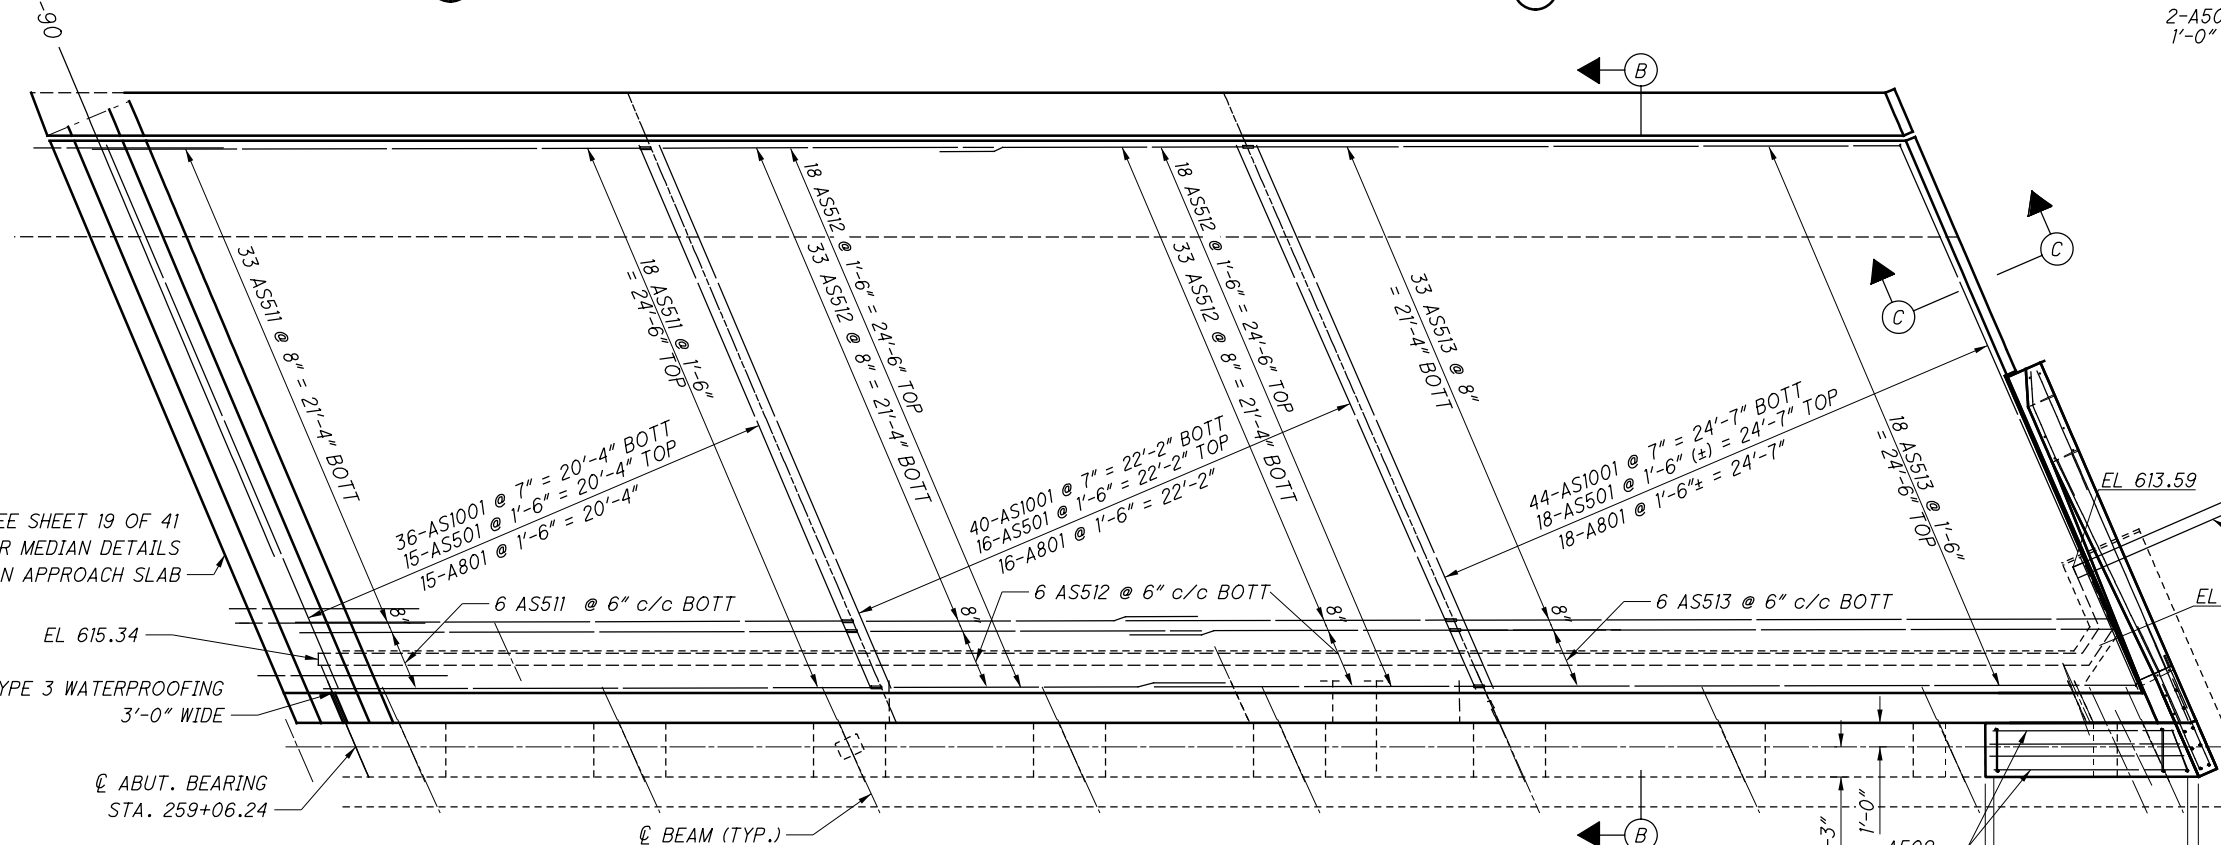 -90
2-A50
1'-0"
B
C
C
33 AS511 @ 8" = 21'-4" BOTT
18 AS511 @ 1'-6"
= 24'-6" TOP
18 AS512 @ 1'-6" = 24'-6" TOP
33 AS512 @ 8" = 21'-4" BOTT
18 AS512 @ 1'-6" = 24'-6" TOP
33 AS512 @ 8" = 21'-4" BOTT
33 AS513 @ 8"
= 21'-4" BOTT
18 AS513 @ 1'-6"
= 24'-6" TOP
36-AS1001 @ 7" = 20'-4" BOTT
15-AS501 @ 1'-6" = 20'-4" TOP
15-A801 @ 1'-6" = 20'-4"
40-AS1001 @ 7" = 22'-2" BOTT
16-AS501 @ 1'-6" = 22'-2" TOP
16-A801 @ 1'-6" = 22'-2"
44-AS1001 @ 7" = 24'-7" BOTT
18-AS501 @ 1'-6" (±) = 24'-7" TOP
18-A801 @ 1'-6"± = 24'-7"
EL 613.59
EE SHEET 19 OF 41
R MEDIAN DETAILS
N APPROACH SLAB
8"
6 AS511 @ 6" c/c BOTT
8"
6 AS512 @ 6" c/c BOTT
8"
8"
6 AS513 @ 6" c/c BOTT
EL
EL 615.34
YPE 3 WATERPROOFING
3'-0" WIDE
℄ ABUT. BEARING
STA. 259+06.24
℄ BEAM (TYP.)
B
-3"
1'-0"
A508